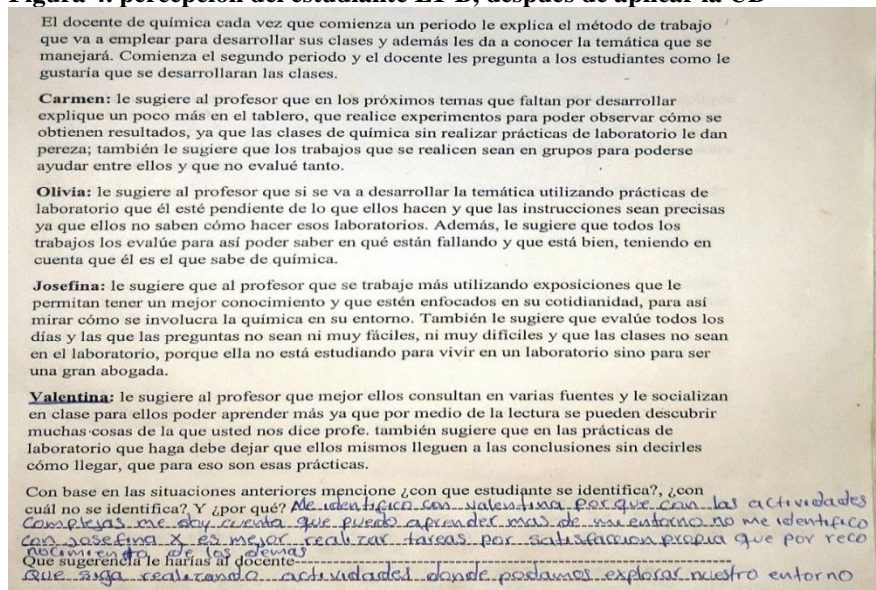 Figura 4. percepción del estudiante E1-B, después de aplicar la UD
El docente de química cada vez que comienza un periodo le explica el método de trabajo
que va a emplear para desarrollar sus clases y además les da a conocer la temática que se
manejará. Comienza el segundo periodo y el docente les pregunta a los estudiantes como le
gustaría que se desarrollaran las clases.
Carmen: le sugiere al profesor que en los próximos temas que faltan por desarrollar
explique un poco más en el tablero, que realice experimentos para poder observar cómo se
obtienen resultados, ya que las clases de química sin realizar prácticas de laboratorio le dan
pereza; también le sugiere que los trabajos que se realicen sean en grupos para poderse
ayudar entre ellos y que no evalué tanto.
Olivia: le sugiere al profesor que si se va a desarrollar la temática utilizando prácticas de
laboratorio que él esté pendiente de lo que ellos hacen y que las instrucciones sean precisas
ya que ellos no saben cómo hacer esos laboratorios. Además, le sugiere que todos los
trabajos los evalúe para así poder saber en qué están fallando y que está bien, teniendo en
cuenta que él es el que sabe de química.
Josefina: le sugiere que al profesor que se trabaje más utilizando exposiciones que le
permitan tener un mejor conocimiento y que estén enfocados en su cotidianidad, para así
mirar cómo se involucra la química en su entorno. También le sugiere que evalúe todos los
días y las que las preguntas no sean ni muy fáciles, ni muy difíciles y que las clases no sean
en el laboratorio, porque ella no está estudiando para vivir en un laboratorio sino para ser
una gran abogada.
Valentina: le sugiere al profesor que mejor ellos consultan en varias fuentes y le socializan
en clase para ellos poder aprender más ya que por medio de la lectura se pueden descubrir
muchas cosas de la que usted nos dice profe. también sugiere que en las prácticas de
laboratorio que haga debe dejar que ellos mismos lleguen a las conclusiones sin decirles
cómo llegar, que para eso son esas prácticas.
Con base en las situaciones anteriores mencione ¿con que estudiante se identifica?, ¿con
cuál no se identifica? Y ¿por qué? Me identifico con valentina porque con las actividades
complejas me doy cuenta que puedo aprender mas de mi entorno no me identifico
con Josefina x es mejor realizar tareas por satisfaccion propia que por reco
nocimiento de los demas
Que sugerencia le harías al docente
Que siga realizando actividades donde podamos explorar nuestro entorno